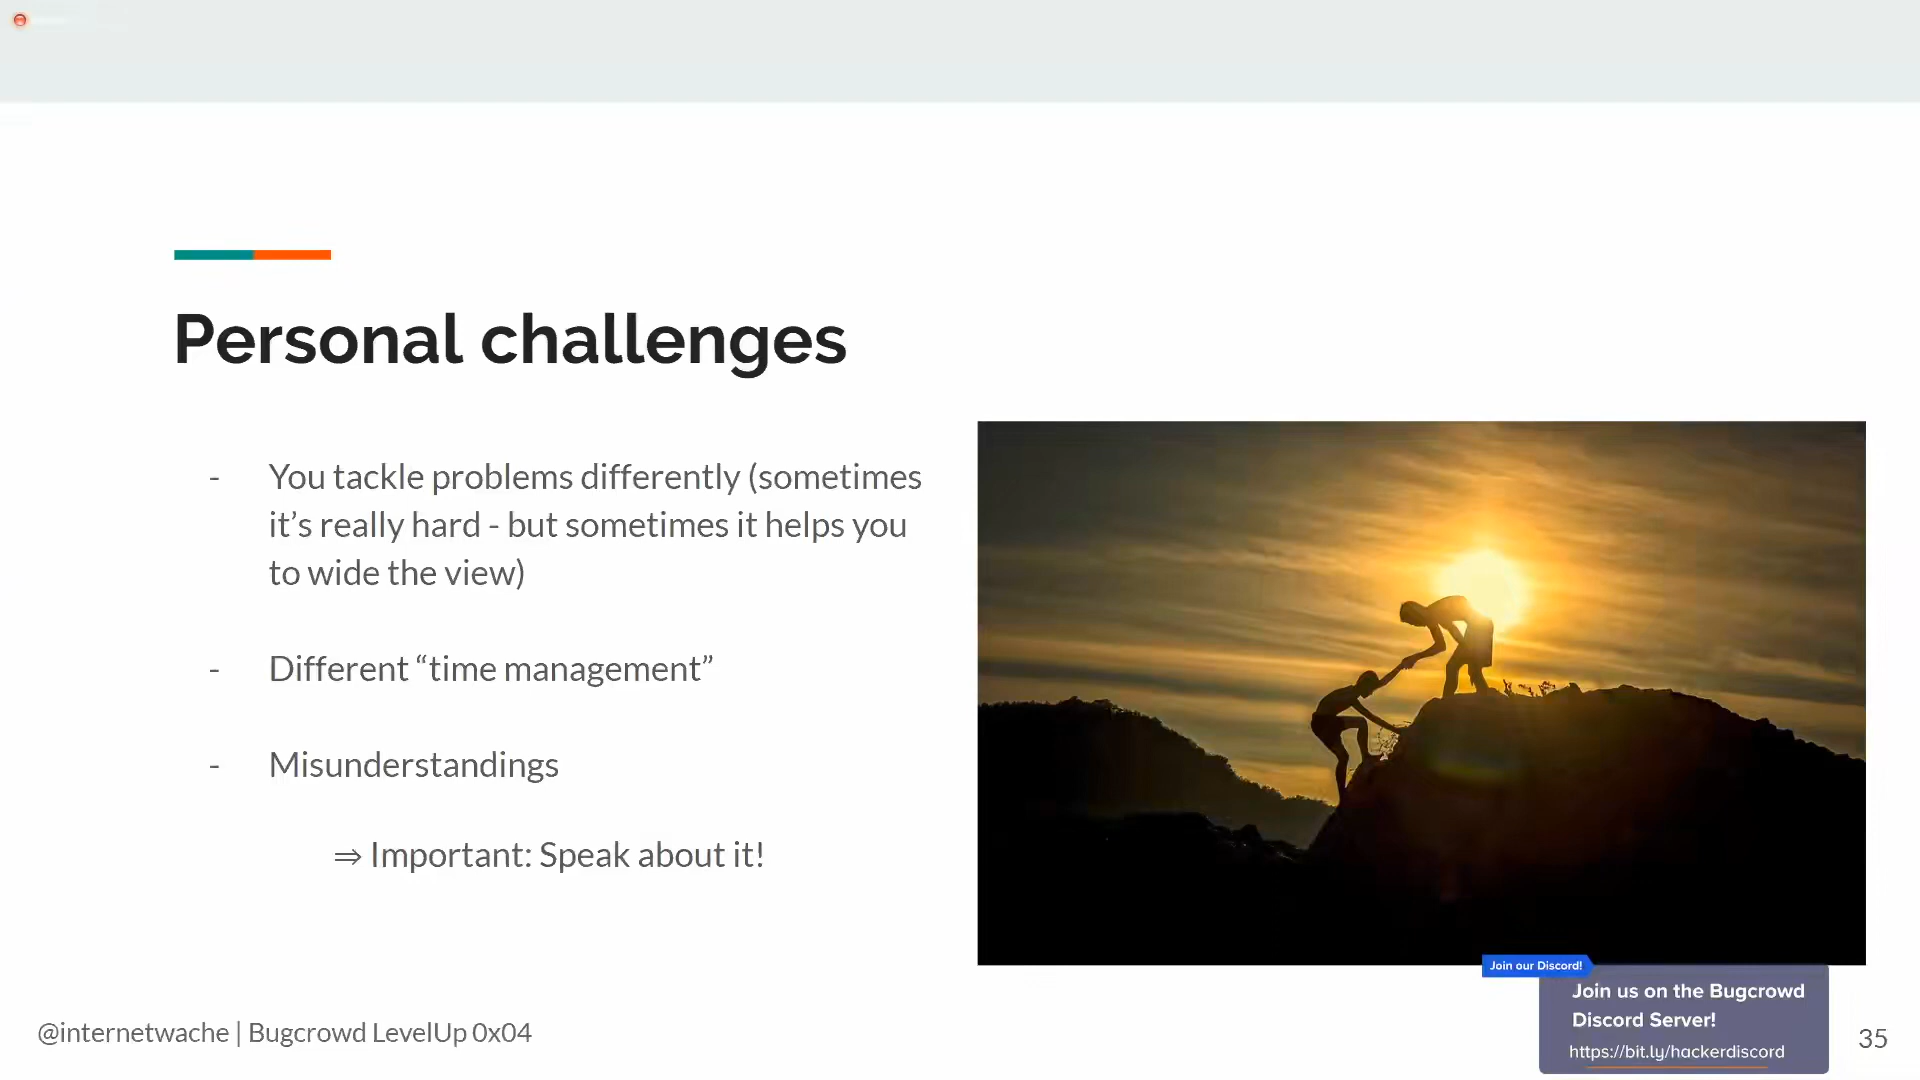 Personal challenges
- You tackle problems differently (sometimes
it’s really hard - but sometimes it helps you
to wide the view)
- Different “time management”
- Misunderstandings
⇒ Important: Speak about it!
Join our Discord!
Join us on the Bugcrowd
Discord Server!
https://bit.ly/hackerdiscord
@internetwache | Bugcrowd LevelUp 0x04
35